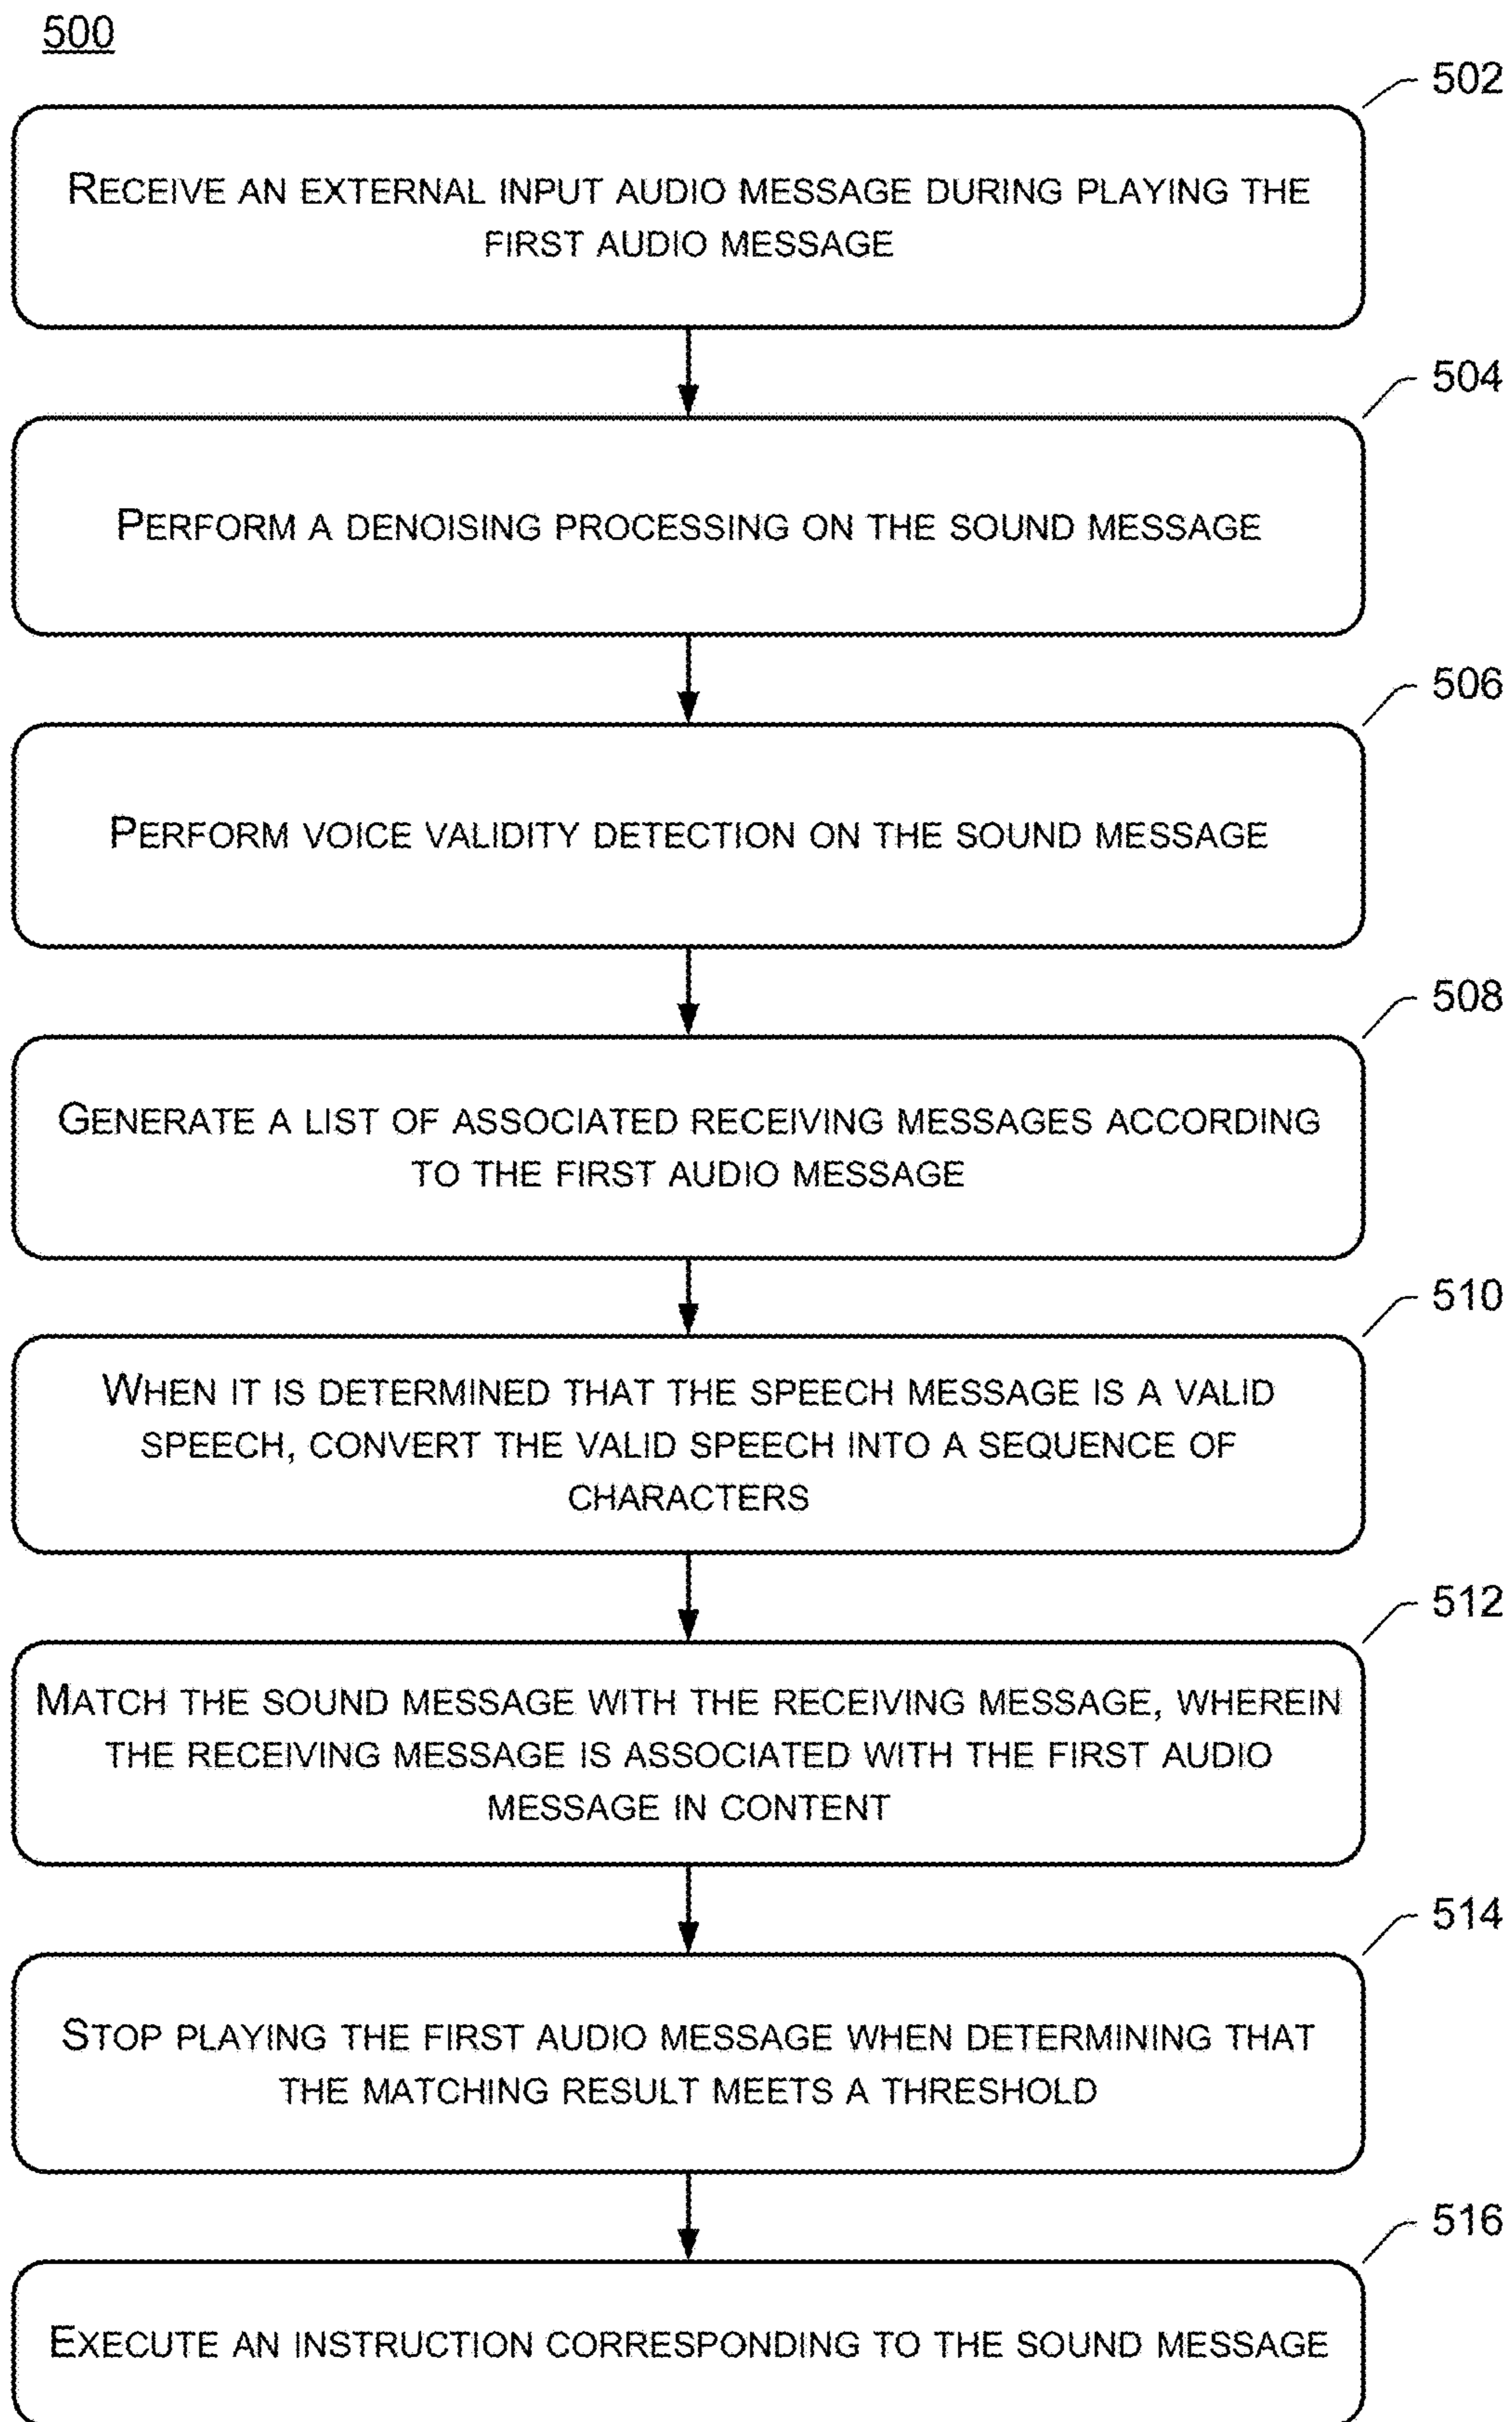 500
502
RECEIVE AN EXTERNAL INPUT AUDIO MESSAGE DURING PLAYING THE
FIRST AUDIO MESSAGE
504
PERFORM A DENOISING PROCESSING ON THE SOUND MESSAGE
506
PERFORM VOICE VALIDITY DETECTION ON THE SOUND MESSAGE
508
GENERATE A LIST OF ASSOCIATED RECEIVING MESSAGES ACCORDING
TO THE FIRST AUDIO MESSAGE
510
WHEN IT IS DETERMINED THAT THE SPEECH MESSAGE IS A VALID
SPEECH, CONVERT THE VALID SPEECH INTO A SEQUENCE OF
CHARACTERS
512
MATCH THE SOUND MESSAGE WITH THE RECEIVING MESSAGE, WHEREIN
THE RECEIVING MESSAGE IS ASSOCIATED WITH THE FIRST AUDIO
MESSAGE IN CONTENT
514
STOP PLAYING THE FIRST AUDIO MESSAGE WHEN DETERMINING THAT
THE MATCHING RESULT MEETS A THRESHOLD
516
EXECUTE AN INSTRUCTION CORRESPONDING TO THE SOUND MESSAGE